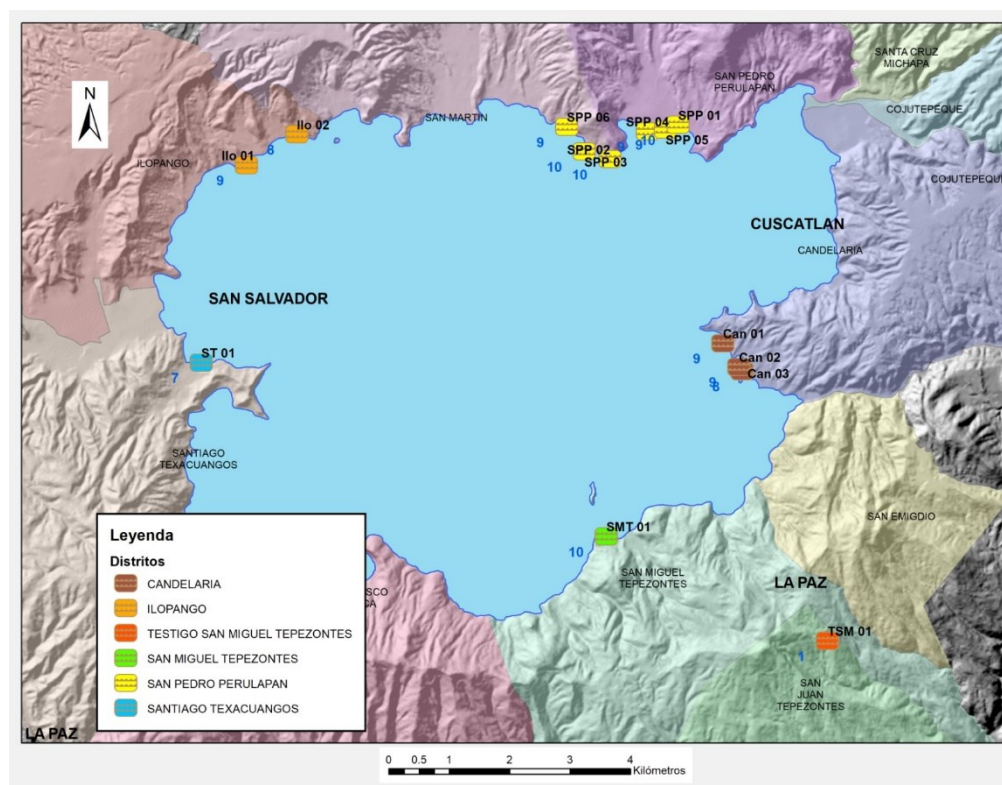 SANTA CRUZ
MICHAPA
N
SAN PEDRO
PERULAPAN
COJUTEPEQUE
SAN MARTIN
SPP 06
SPP 04
SPP 01
Ilo 02
9
8
9
9
10
SPP 05
SPP 02
SPP 03
ILOPANGO
Ilo 01
10
10
9
COJUTEPEQUE
CUSCATLAN
CANDELARIA
SAN SALVADOR
Can 01
ST 01
9
Can 02
7
Can 03
9
8
SANTIAGO
TEXACUANGOS
SAN EMIGDIO
SMT 01
10
SAN MIGUEL
TEPEZONTES
LA PAZ
Leyenda
Distritos
CANDELARIA
ILOPANGO
TESTIGO SAN MIGUEL TEPEZONTES
SAN MIGUEL TEPEZONTES
SAN PEDRO PERULAPAN
SANTIAGO TEXACUANGOS
ISCO
CA
TSM 01
1
SAN
JUAN
TEPEZONTES
LA PAZ
0 0.5 1 2 3 4
Kilómetros